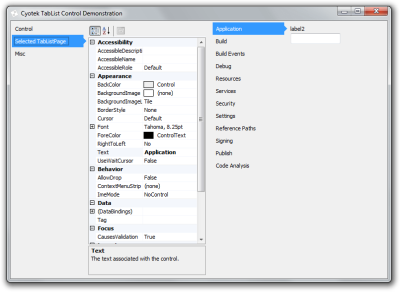 Cyotek TabList Control Demonstration
Control
Selected TabListPage
Misc
Accessibility
AccessibleDescripti
AccessibleName
AccessibleRole Default
Appearance
BackColor Control
BackgroundImage (none)
BackgroundImageL Tile
BorderStyle None
Cursor Default
Font Tahoma, 8.25pt
ForeColor ControlText
RightToLeft No
Text Application
UseWaitCursor False
Behavior
AllowDrop False
ContextMenuStrip (none)
ImeMode NoControl
Data
(DataBindings)
Tag
Focus
CausesValidation True
Text
The text associated with the control.
Application
Build
Build Events
Debug
Resources
Services
Security
Settings
Reference Paths
Signing
Publish
Code Analysis
label2